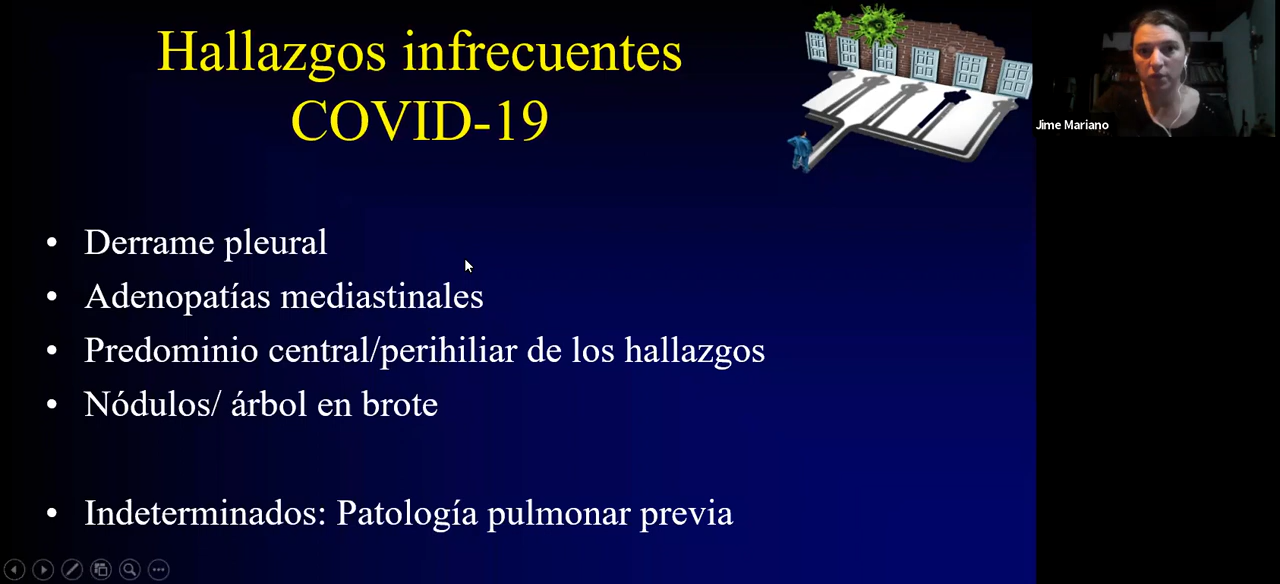 Hallazgos infrecuentes
COVID-19
Jime Mariano
• Derrame pleural
• Adenopatías mediastinales
• Predominio central/perihiliar de los hallazgos
• Nódulos/ árbol en brote
• Indeterminados: Patología pulmonar previa